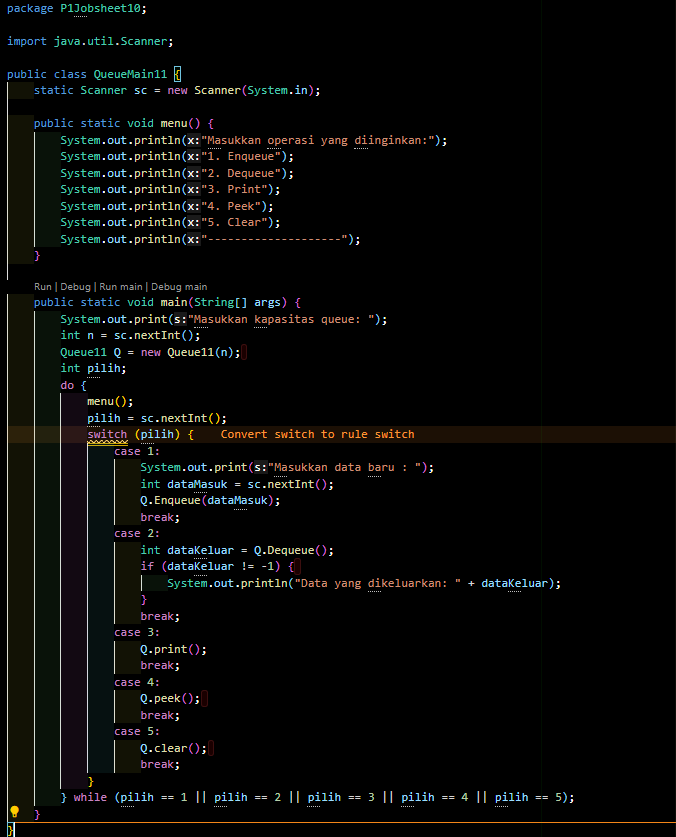 package P1Jobsheet10;
import java.util.Scanner;
public class QueueMain11 {
static Scanner sc = new Scanner(System.in);
public static void menu() {
System.out.println(x:"Masukkan operasi yang diinginkan:");
System.out.println(x:"1. Enqueue");
System.out.println(x:"2. Dequeue");
System.out.println(x:"3. Print");
System.out.println(x:"4. Peek");
System.out.println(x:"5. Clear");
System.out.println(x:"--------------------");
}
Run | Debug | Run main | Debug main
public static void main(String[] args) {
System.out.print(s:"Masukkan kapasitas queue: ");
int n = sc.nextInt();
Queue11 Q = new Queue11(n);
int pilih;
do {
menu();
pilih = sc.nextInt();
switch (pilih) { Convert switch to rule switch
case 1:
System.out.print(s:"Masukkan data baru : ");
int dataMasuk = sc.nextInt();
Q.Enqueue(dataMasuk);
break;
case 2:
int dataKeluar = Q.Dequeue();
if (dataKeluar != -1) {
System.out.println("Data yang dikeluarkan: " + dataKeluar);
}
break;
case 3:
Q.print();
break;
case 4:
Q.peek();
break;
case 5:
Q.clear();
break;
}
} while (pilih == 1 || pilih == 2 || pilih == 3 || pilih == 4 || pilih == 5);
}
}